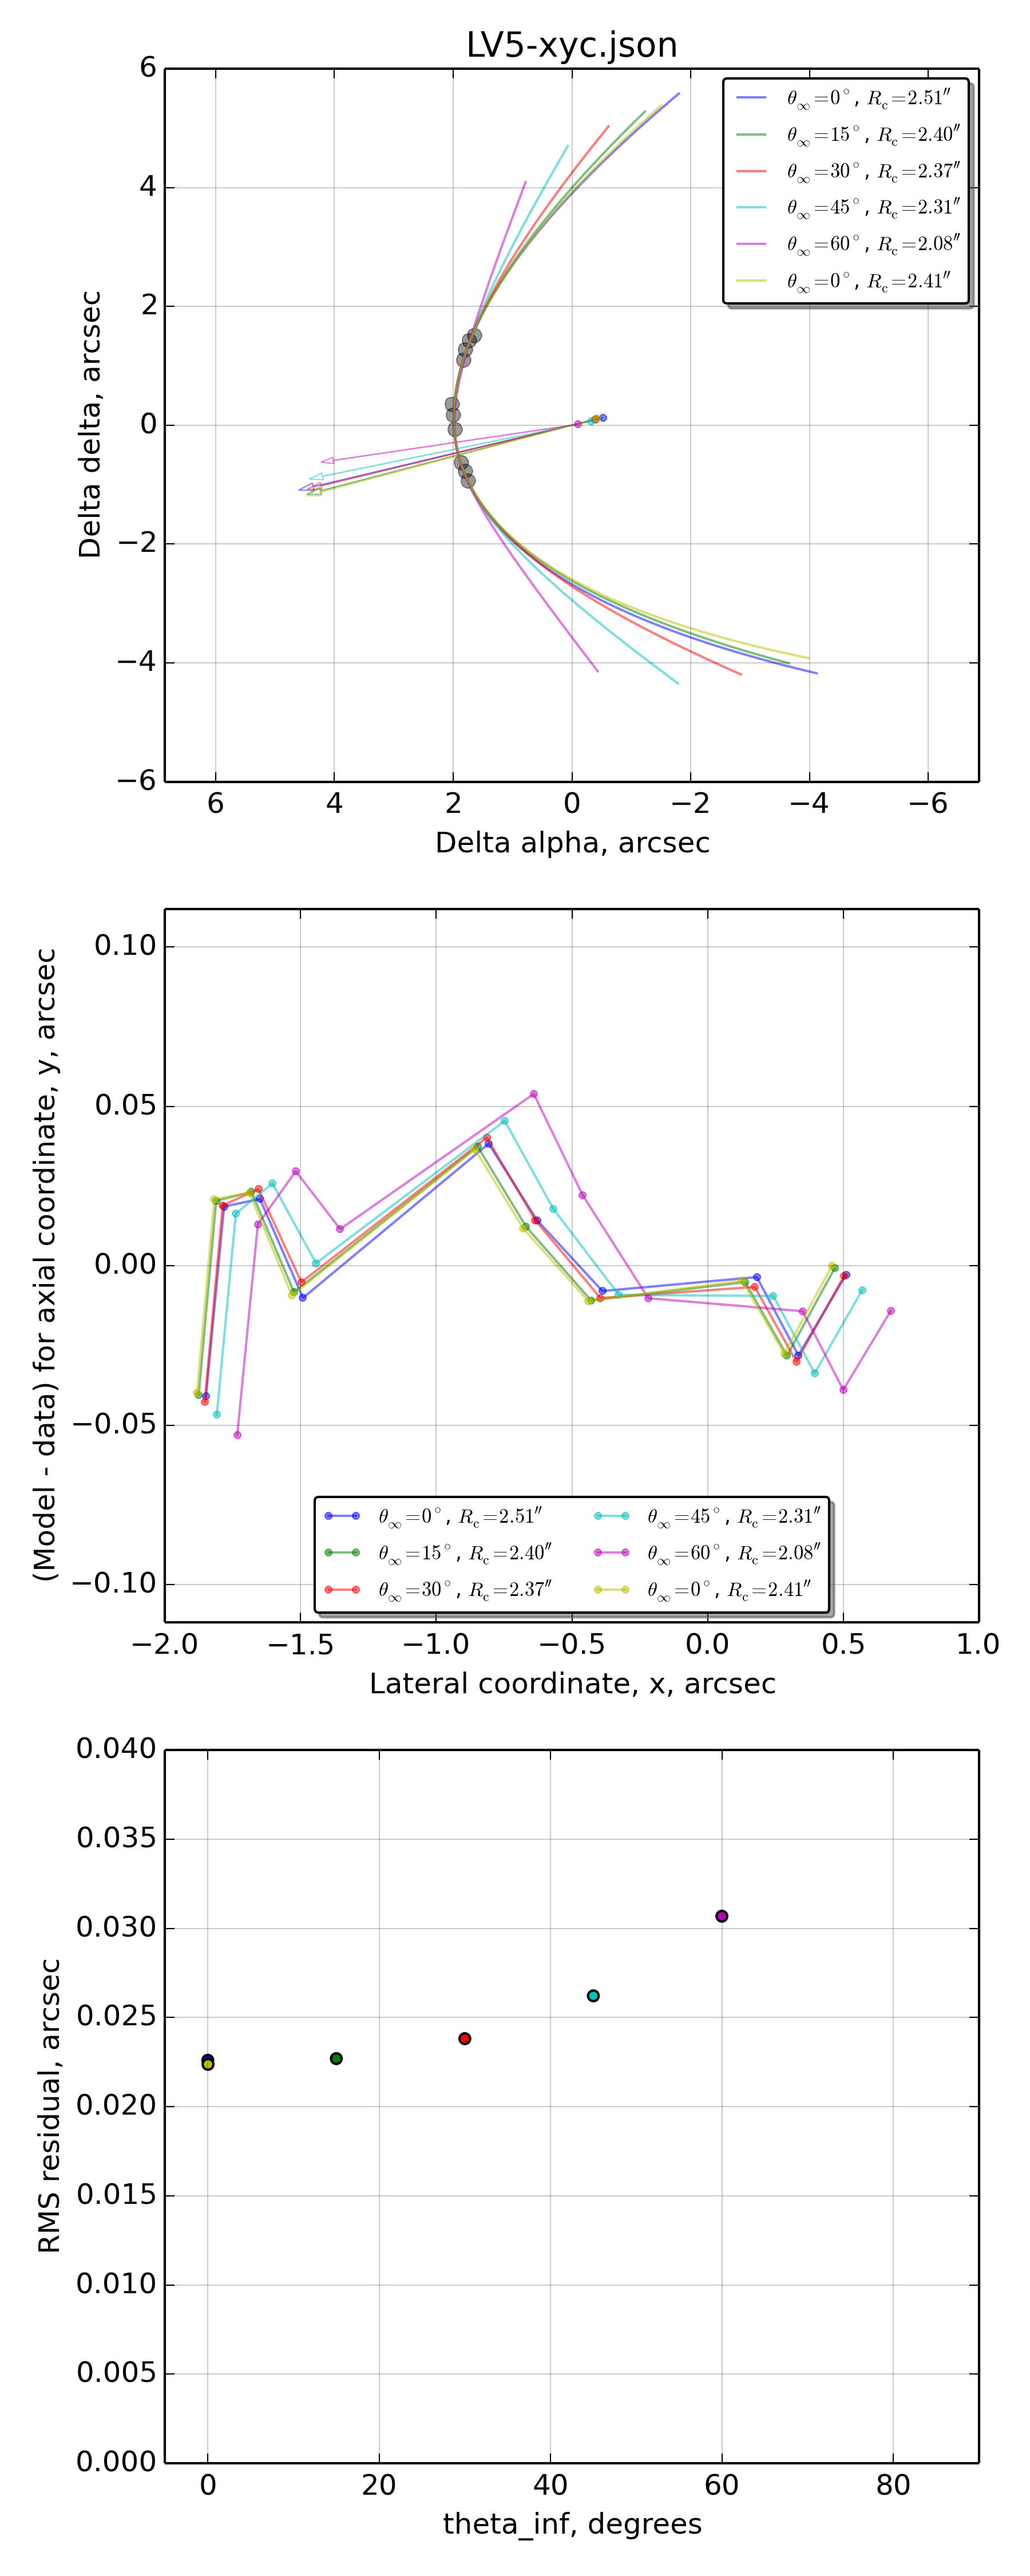 LV5-xyc.json
6
4
2
0
−2
−4
−6
Delta delta, arcsec
θ∞=0°, Rc=2.51″
θ∞=15°, Rc=2.40″
θ∞=30°, Rc=2.37″
θ∞=45°, Rc=2.31″
θ∞=60°, Rc=2.08″
θ∞=0°, Rc=2.41″
6 4 2 0 −2 −4 −6
Delta alpha, arcsec
0.10
0.05
0.00
−0.05
−0.10
(Model - data) for axial coordinate, y, arcsec
θ∞=0°, Rc=2.51″ θ∞=45°, Rc=2.31″
θ∞=15°, Rc=2.40″ θ∞=60°, Rc=2.08″
θ∞=30°, Rc=2.37″ θ∞=0°, Rc=2.41″
−2.0 −1.5 −1.0 −0.5 0.0 0.5 1.0
Lateral coordinate, x, arcsec
0.040
0.035
0.030
0.025
0.020
0.015
0.010
0.005
0.000
RMS residual, arcsec
0 20 40 60 80
theta_inf, degrees